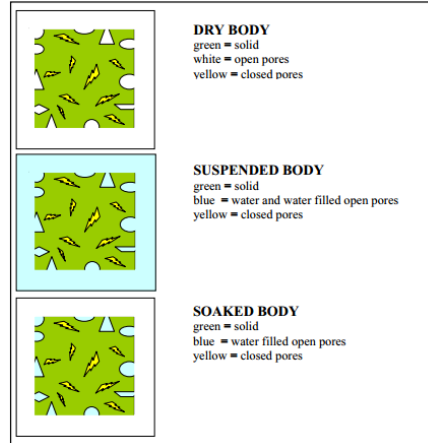 DRY BODY
green = solid
white = open pores
yellow = closed pores
SUSPENDED BODY
green = solid
blue = water and water filled open pores
yellow = closed pores
SOAKED BODY
green = solid
blue = water filled open pores
yellow = closed pores